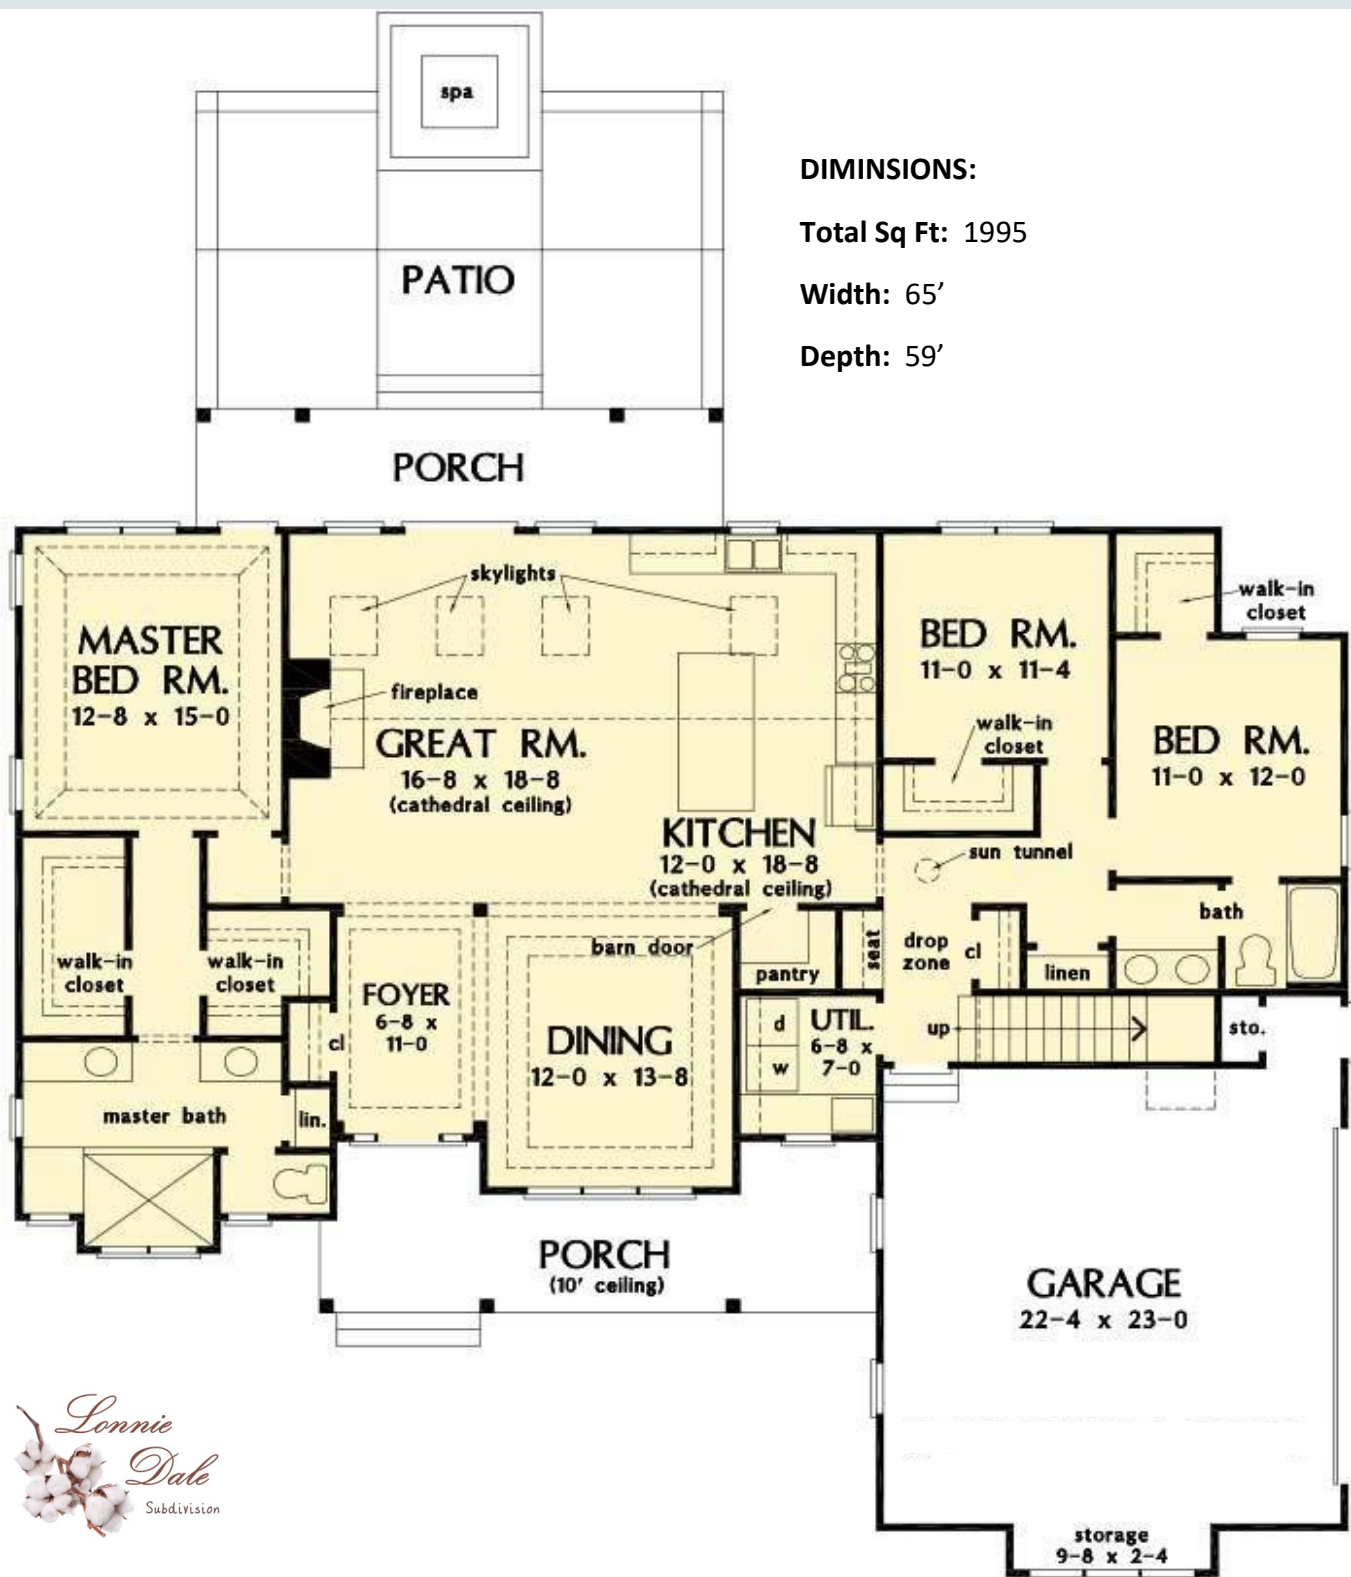 spa
DIMINSIONS:
Total Sq Ft: 1995
Width: 65’
Depth: 59’
PATIO
PORCH
skylights
MASTER
BED RM.
12-8 x 15-0
fireplace
GREAT RM.
16-8 x 18-8
(cathedral ceiling)
KITCHEN
12-0 x 18-8
(cathedral ceiling)
BED RM.
11-0 x 11-4
walk-in
closet
walk-in
closet
BED RM.
11-0 x 12-0
sun tunnel
walk-in
closet
walk-in
closet
FOYER
6-8 x
11-0
cl
barn door
pantry
seat
drop
zone
cl
linen
bath
DINING
12-0 x 13-8
d
w
UTIL.
6-8 x
7-0
up
sto.
master bath
lin.
PORCH
(10' ceiling)
GARAGE
22-4 x 23-0
storage
9-8 x 2-4
Lonnie
Dale
Subdivision